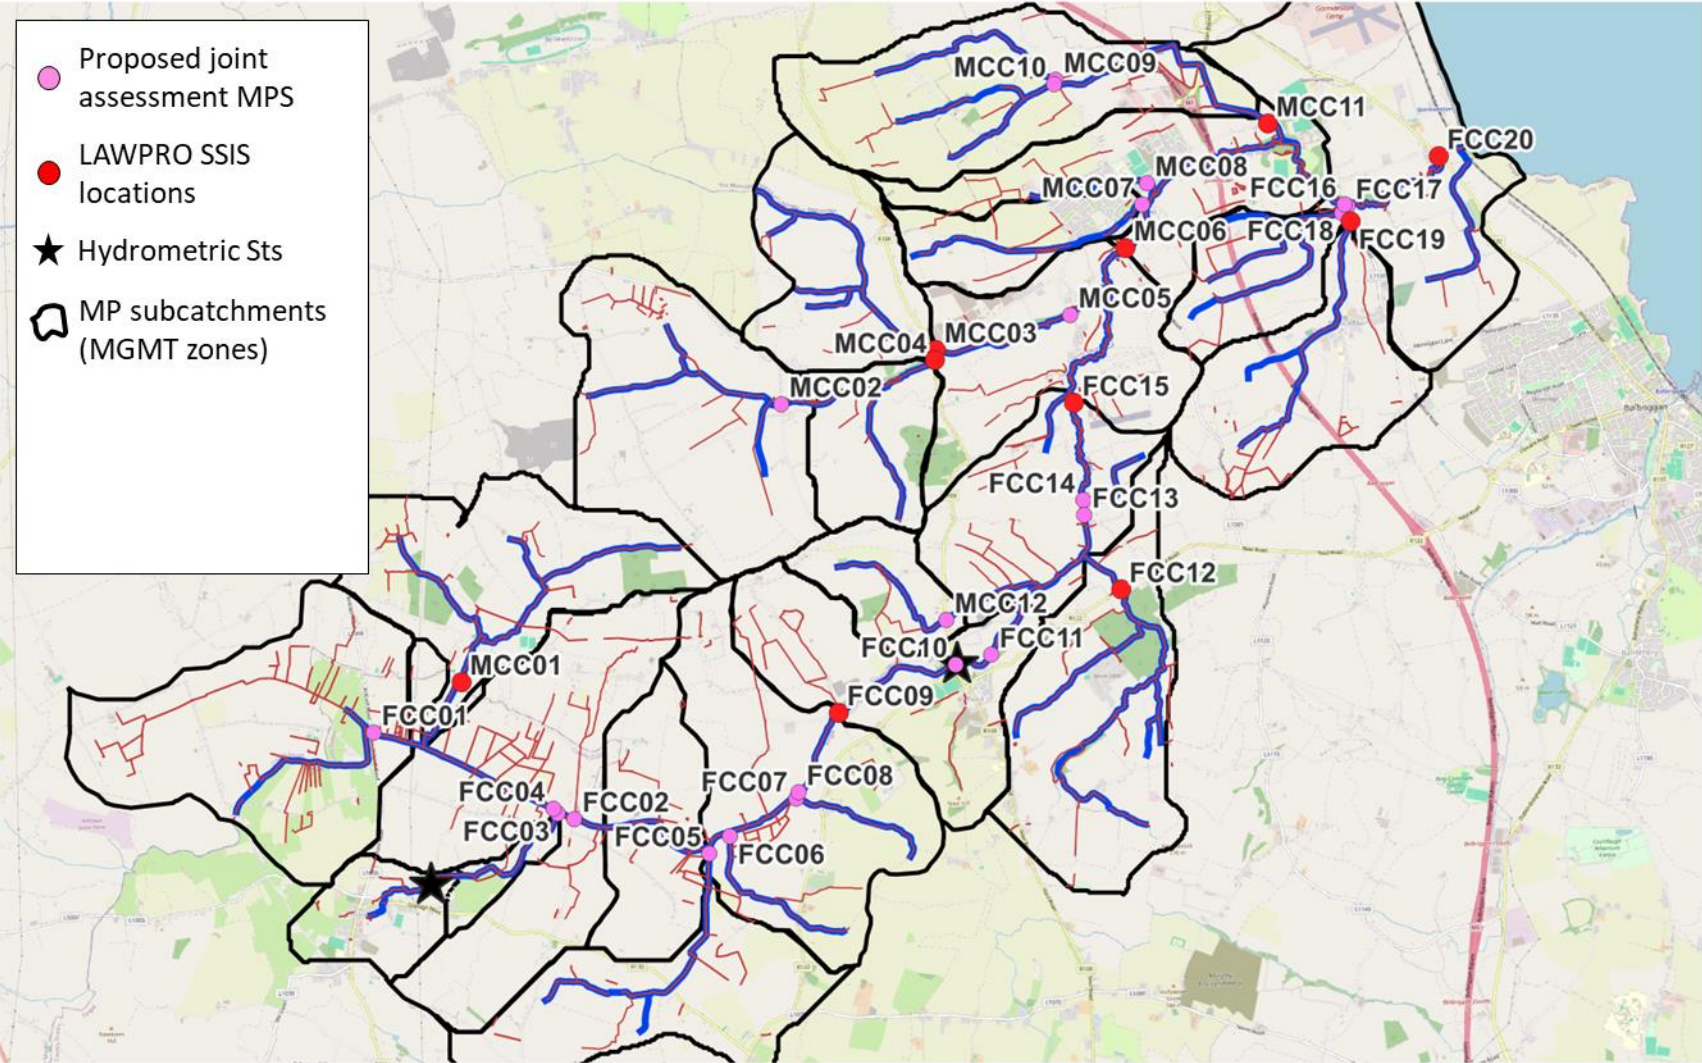 Proposed joint
assessment MPS
LAWPRO SSIS
locations
Hydrometric Sts
MP subcatchments
(MGMT zones)
MCC10
MCC09
MCC11
FCC20
MCC08
MCC07
FCC16
FCC17
MCC06
FCC18
FCC19
MCC05
MCC04
MCC03
MCC02
FCC15
FCC14
FCC13
FCC12
MCC12
FCC10
FCC11
MCC01
FCC09
FCC01
FCC07
FCC08
FCC04
FCC02
FCC03
FCC05
FCC06
Balbriggan